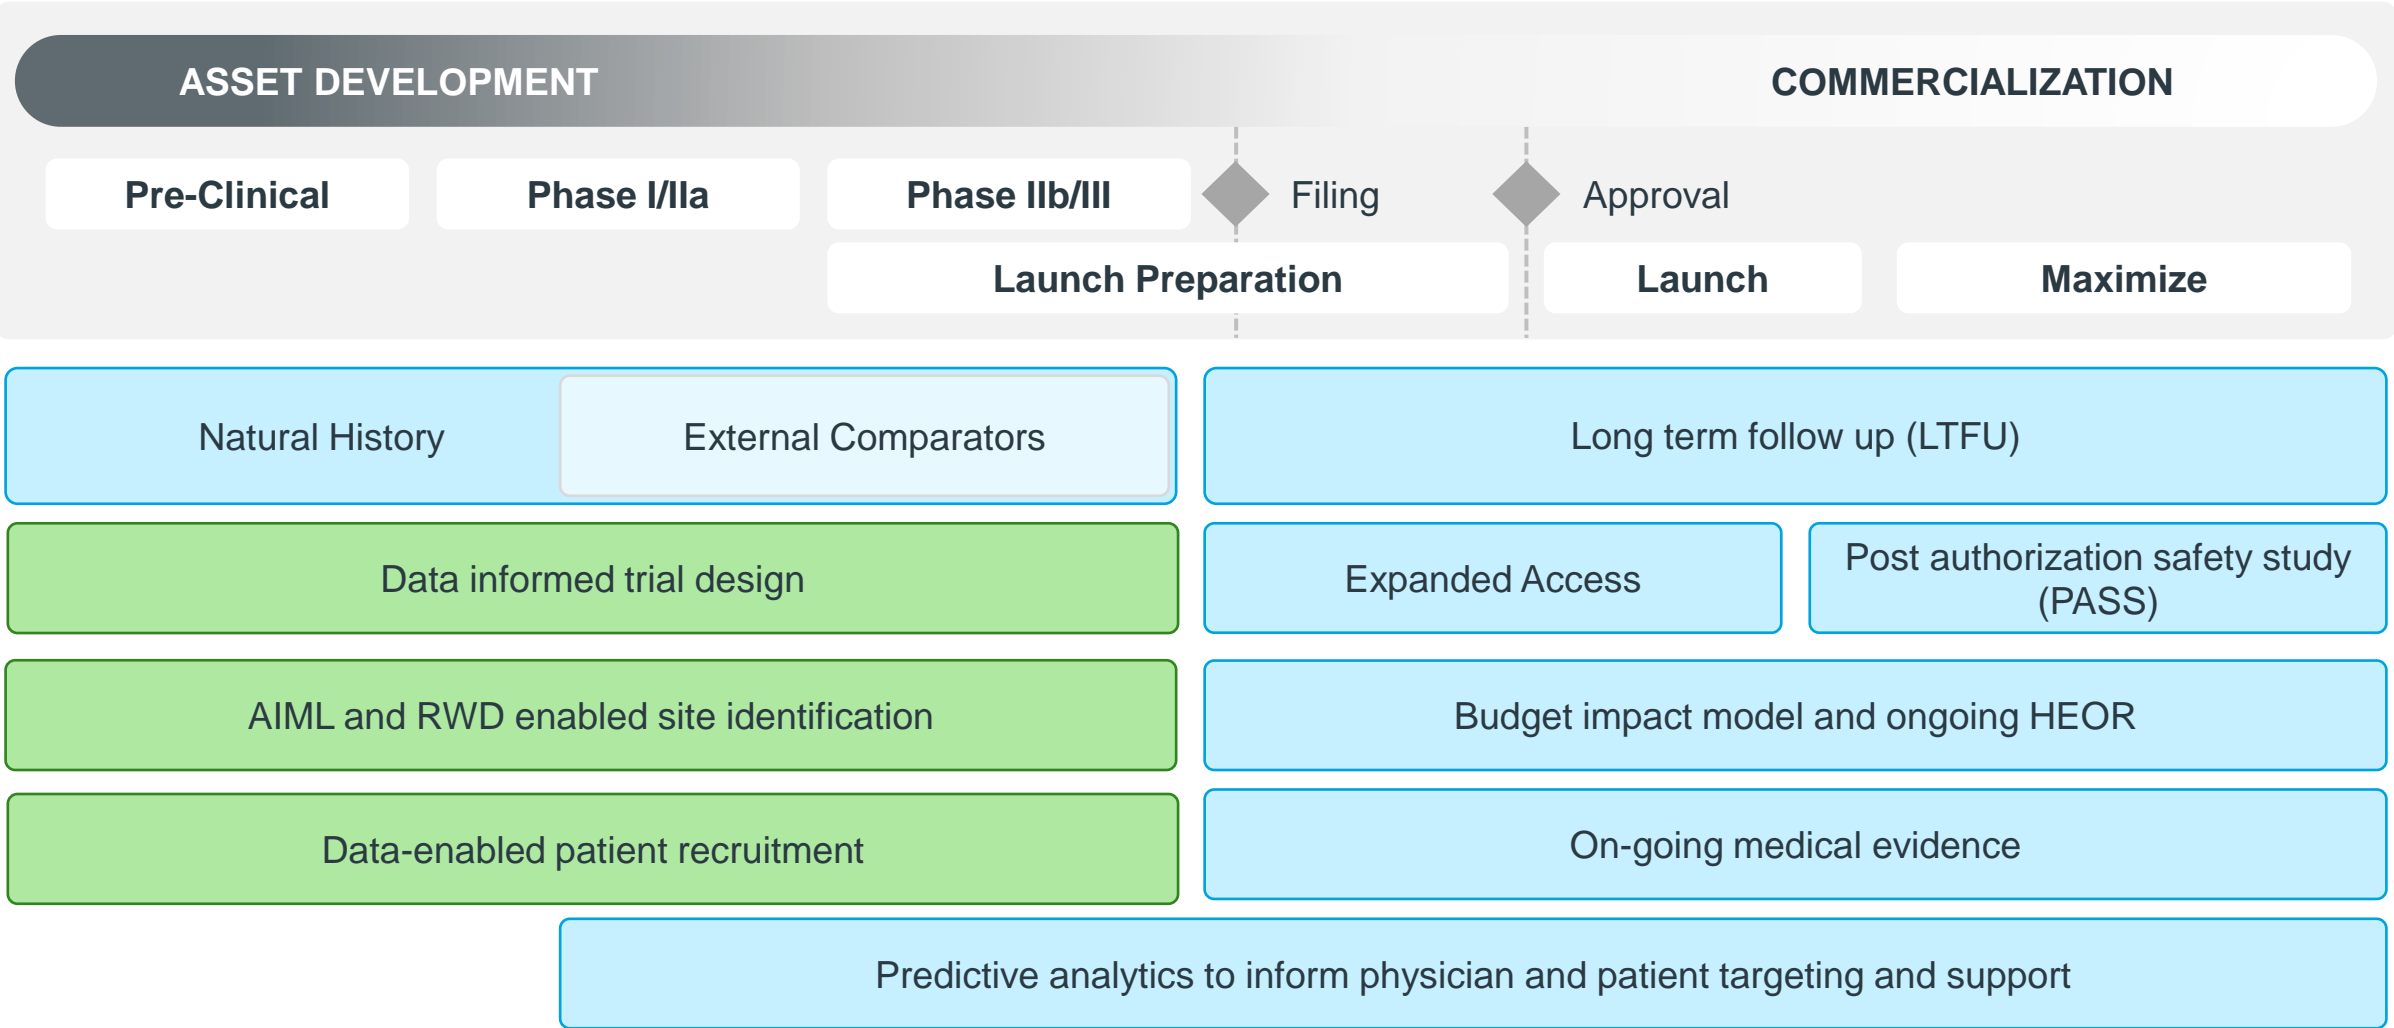 ASSET DEVELOPMENT
COMMERCIALIZATION
Pre-Clinical
Phase I/IIa
Phase IIb/III
Filing
Approval
Launch Preparation
Launch
Maximize
Natural History
External Comparators
Long term follow up (LTFU)
Data informed trial design
Expanded Access
Post authorization safety study
(PASS)
AIML and RWD enabled site identification
Budget impact model and ongoing HEOR
Data-enabled patient recruitment
On-going medical evidence
Predictive analytics to inform physician and patient targeting and support